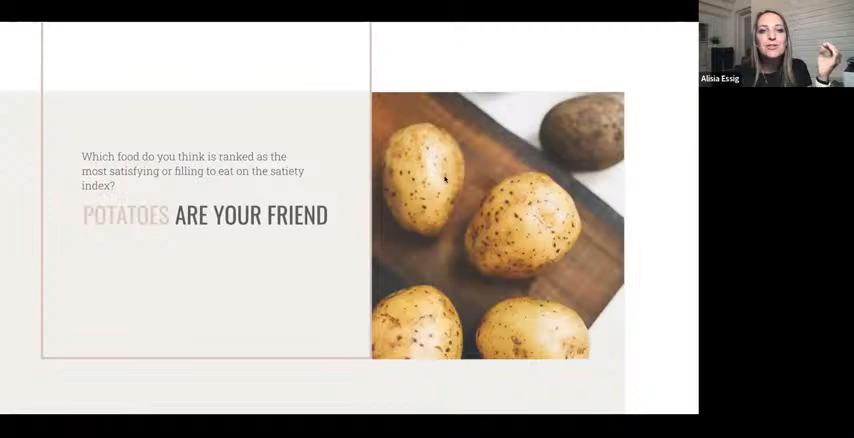 Which food do you think is ranked as the
most satisfying or filling to eat on the satiety
index?
POTATOES ARE YOUR FRIEND
Alisia Essig